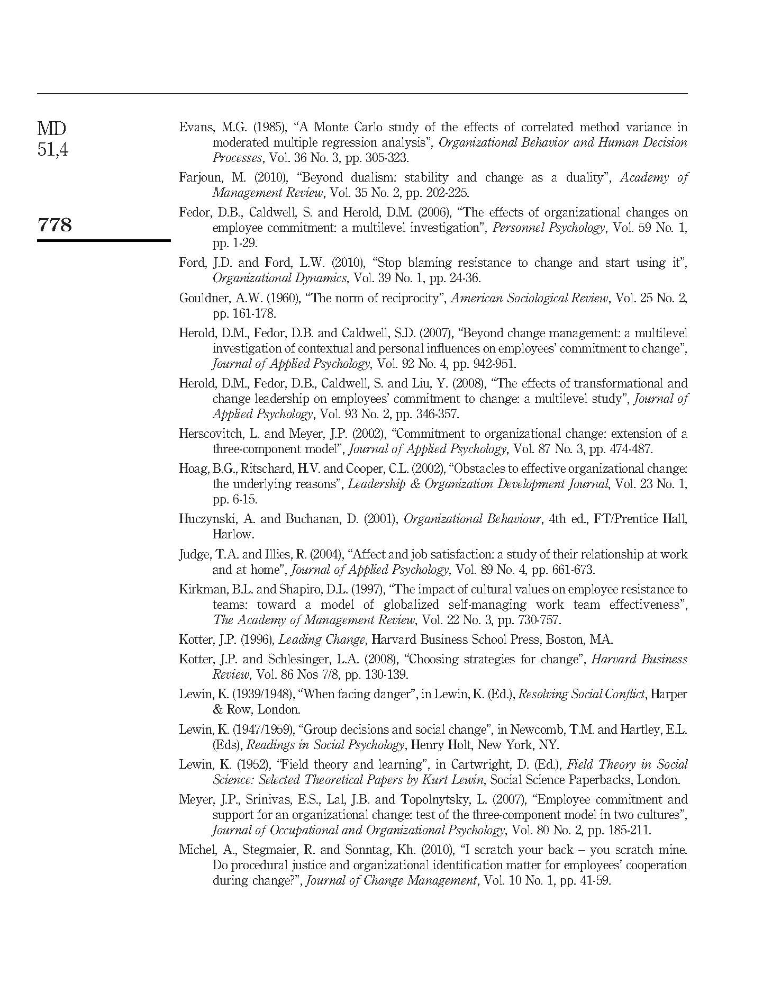 MD
51,4
778
Evans, M.G. (1985), “A Monte Carlo study of the effects of correlated method variance in
moderated multiple regression analysis”, Organizational Behavior and Human Decision
Processes, Vol. 36 No. 3, pp. 305-323.
Farjoun, M. (2010), “Beyond dualism: stability and change as a duality”, Academy of
Management Review, Vol. 35 No. 2, pp. 202-225.
Fedor, D.B., Caldwell, S. and Herold, D.M. (2006), “The effects of organizational changes on
employee commitment: a multilevel investigation”, Personnel Psychology, Vol. 59 No. 1,
pp. 1-29.
Ford, J.D. and Ford, L.W. (2010), “Stop blaming resistance to change and start using it”,
Organizational Dynamics, Vol. 39 No. 1, pp. 24-36.
Gouldner, A.W. (1960), “The norm of reciprocity”, American Sociological Review, Vol. 25 No. 2,
pp. 161-178.
Herold, D.M., Fedor, D.B. and Caldwell, S.D. (2007), “Beyond change management: a multilevel
investigation of contextual and personal influences on employees’ commitment to change”,
Journal of Applied Psychology, Vol. 92 No. 4, pp. 942-951.
Herold, D.M., Fedor, D.B., Caldwell, S. and Liu, Y. (2008), “The effects of transformational and
change leadership on employees’ commitment to change: a multilevel study”, Journal of
Applied Psychology, Vol. 93 No. 2, pp. 346-357.
Herscovitch, L. and Meyer, J.P. (2002), “Commitment to organizational change: extension of a
three-component model”, Journal of Applied Psychology, Vol. 87 No. 3, pp. 474-487.
Hoag, B.G., Ritschard, H.V. and Cooper, C.L. (2002), “Obstacles to effective organizational change:
the underlying reasons”, Leadership & Organization Development Journal, Vol. 23 No. 1,
pp. 6-15.
Huczynski, A. and Buchanan, D. (2001), Organizational Behaviour, 4th ed., FT/Prentice Hall,
Harlow.
Judge, T.A. and Illies, R. (2004), “Affect and job satisfaction: a study of their relationship at work
and at home”, Journal of Applied Psychology, Vol. 89 No. 4, pp. 661-673.
Kirkman, B.L. and Shapiro, D.L. (1997), “The impact of cultural values on employee resistance to
teams: toward a model of globalized self-managing work team effectiveness”,
The Academy of Management Review, Vol. 22 No. 3, pp. 730-757.
Kotter, J.P. (1996), Leading Change, Harvard Business School Press, Boston, MA.
Kotter, J.P. and Schlesinger, L.A. (2008), “Choosing strategies for change”, Harvard Business
Review, Vol. 86 Nos 7/8, pp. 130-139.
Lewin, K. (1939/1948), “When facing danger”, in Lewin, K. (Ed.), Resolving Social Conflict, Harper
& Row, London.
Lewin, K. (1947/1959), “Group decisions and social change”, in Newcomb, T.M. and Hartley, E.L.
(Eds), Readings in Social Psychology, Henry Holt, New York, NY.
Lewin, K. (1952), “Field theory and learning”, in Cartwright, D. (Ed.), Field Theory in Social
Science: Selected Theoretical Papers by Kurt Lewin, Social Science Paperbacks, London.
Meyer, J.P., Srinivas, E.S., Lal, J.B. and Topolnytsky, L. (2007), “Employee commitment and
support for an organizational change: test of the three-component model in two cultures”,
Journal of Occupational and Organizational Psychology, Vol. 80 No. 2, pp. 185-211.
Michel, A., Stegmaier, R. and Sonntag, Kh. (2010), “I scratch your back – you scratch mine.
Do procedural justice and organizational identification matter for employees’ cooperation
during change?”, Journal of Change Management, Vol. 10 No. 1, pp. 41-59.